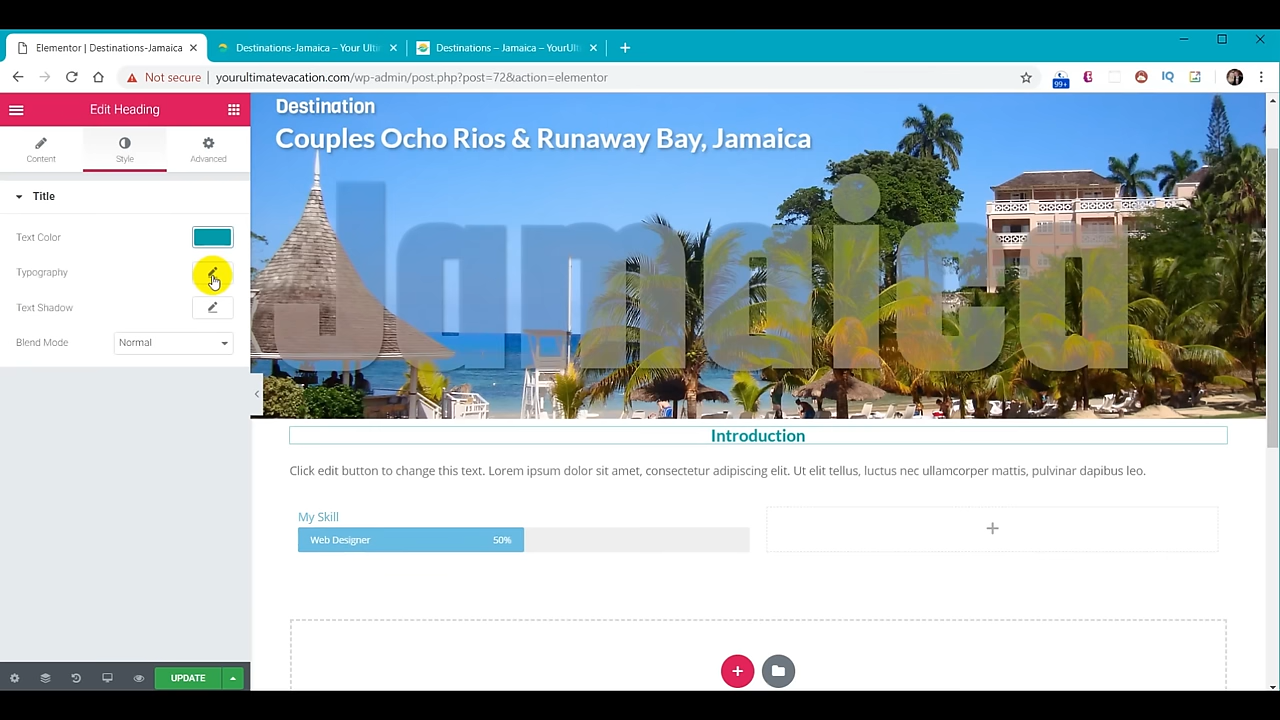 Elementor | Destinations-Jamaica
Destinations-Jamaica – Your Ulti
Destinations – Jamaica – YourUlt
Not secure
yourultimatevacation.com/wp-admin/post.php?post=72&action=elementor
99+
IQ
Edit Heading
Content
Style
Advanced
Title
Text Color
Typography
Text Shadow
Blend Mode
Normal
UPDATE
Destination
Couples Ocho Rios & Runaway Bay, Jamaica
Jamaica
Introduction
Click edit button to change this text. Lorem ipsum dolor sit amet, consectetur adipiscing elit. Ut elit tellus, luctus nec ullamcorper mattis, pulvinar dapibus leo.
My Skill
Web Designer 50%